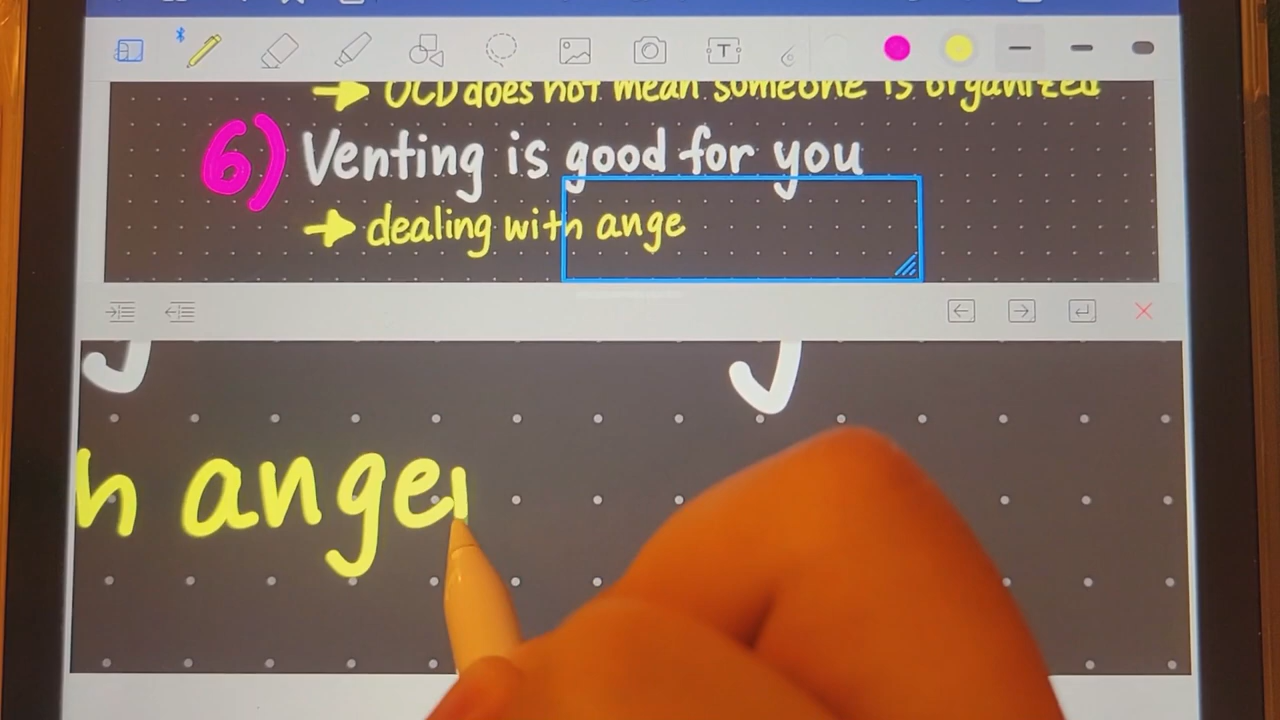 → OCD does not mean someone is organized
6) Venting is good for you
→ dealing with ange
h anger